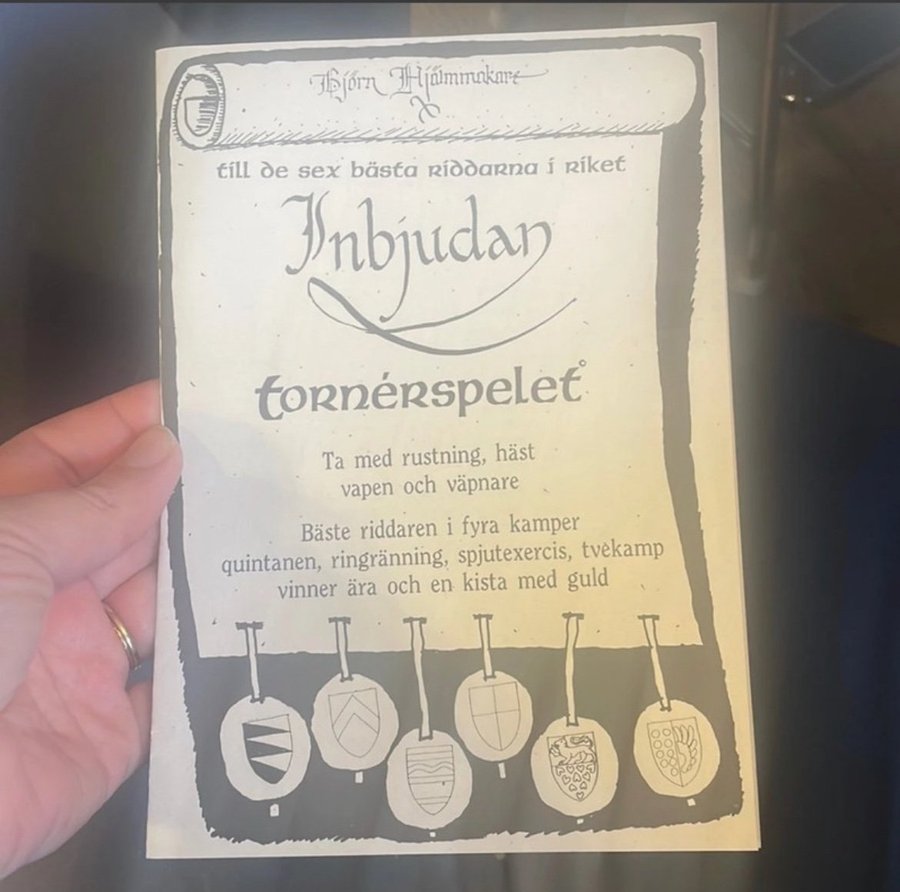 Björn Hjälmmakare
till de sex bästa riddarna i riket
Inbjudan
tornérspelet
Ta med rustning, häst
vapen och väpnare
Bäste riddaren i fyra kamper
quintanen, ringränning, spjutexercis, tvekamp
vinner ära och en kista med guld